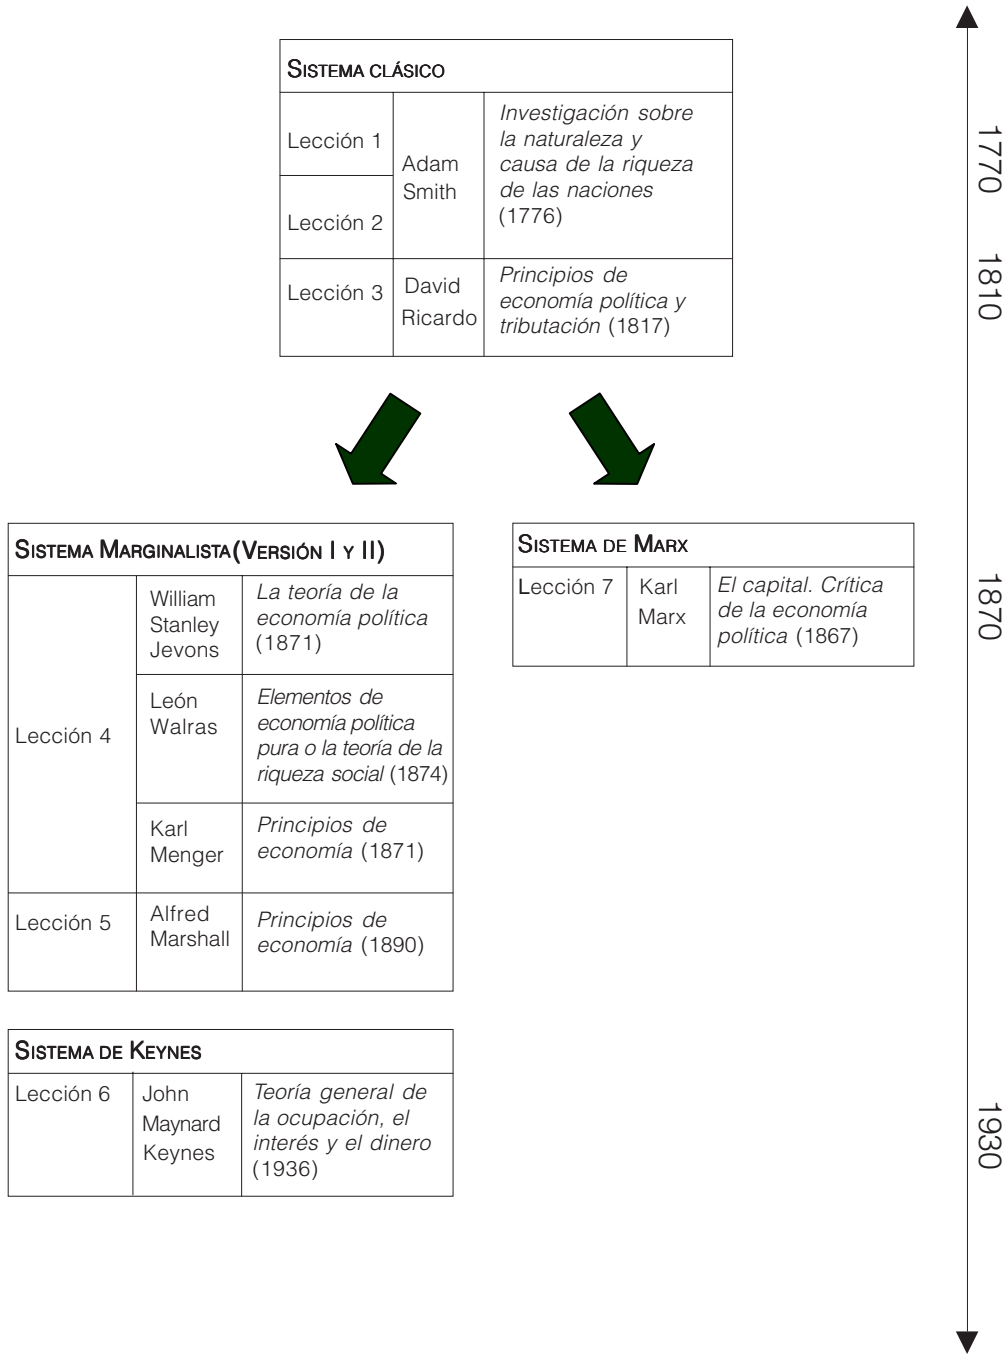 SISTEMA CLÁSICO
Lección 1
Lección 2
Adam
Smith
Investigación sobre
la naturaleza y
causa de la riqueza
de las naciones
(1776)
Lección 3
David
Ricardo
Principios de
economía política y
tributación (1817)
SISTEMA MARGINALISTA(VERSIÓN I Y II)
Lección 4
William
Stanley
Jevons
La teoría de la
economía política
(1871)
León
Walras
Elementos de
economía política
pura o la teoría de la
riqueza social (1874)
Karl
Menger
Principios de
economía (1871)
Lección 5
Alfred
Marshall
Principios de
economía (1890)
SISTEMA DE MARX
Lección 7
Karl
Marx
El capital. Crítica
de la economía
política (1867)
SISTEMA DE KEYNES
Lección 6
John
Maynard
Keynes
Teoría general de
la ocupación, el
interés y el dinero
(1936)
1770
1810
1870
1930